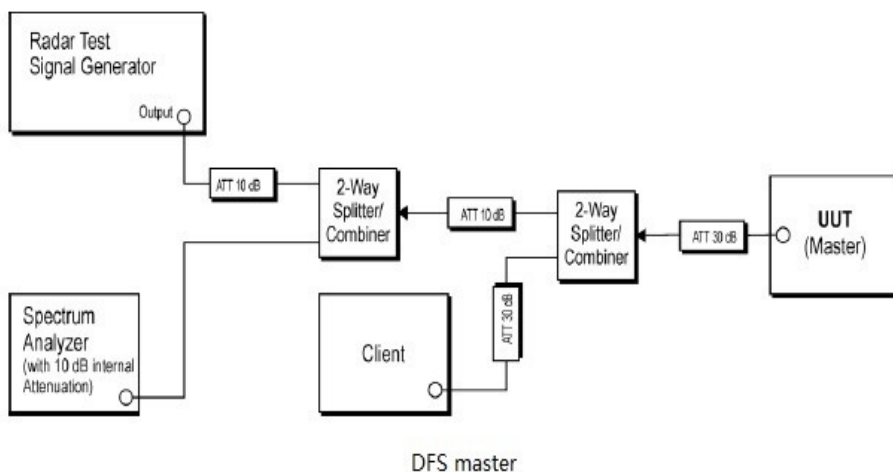 Radar Test
Signal Generator
Output
ATT 10 dB
2-Way
Splitter/
Combiner
ATT 10 dB
2-Way
Splitter/
Combiner
ATT 30 dB
UUT
(Master)
Spectrum
Analyzer
(with 10 dB internal
Attenuation)
Client
ATT 30 dB
DFS master